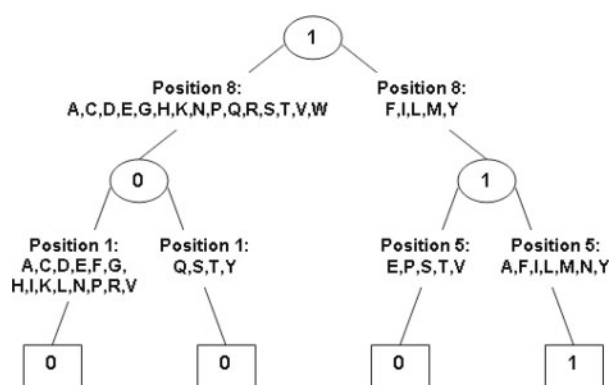 1
Position 8:
A,C,D,E,G,H,K,N,P,Q,R,S,T,V,W
Position 8:
F,I,L,M,Y
0
1
Position 1:
A,C,D,E,F,G,
H,I,K,L,N,P,R,V
Position 1:
Q,S,T,Y
Position 5:
E,P,S,T,V
Position 5:
A,F,I,L,M,N,Y
0
0
0
1